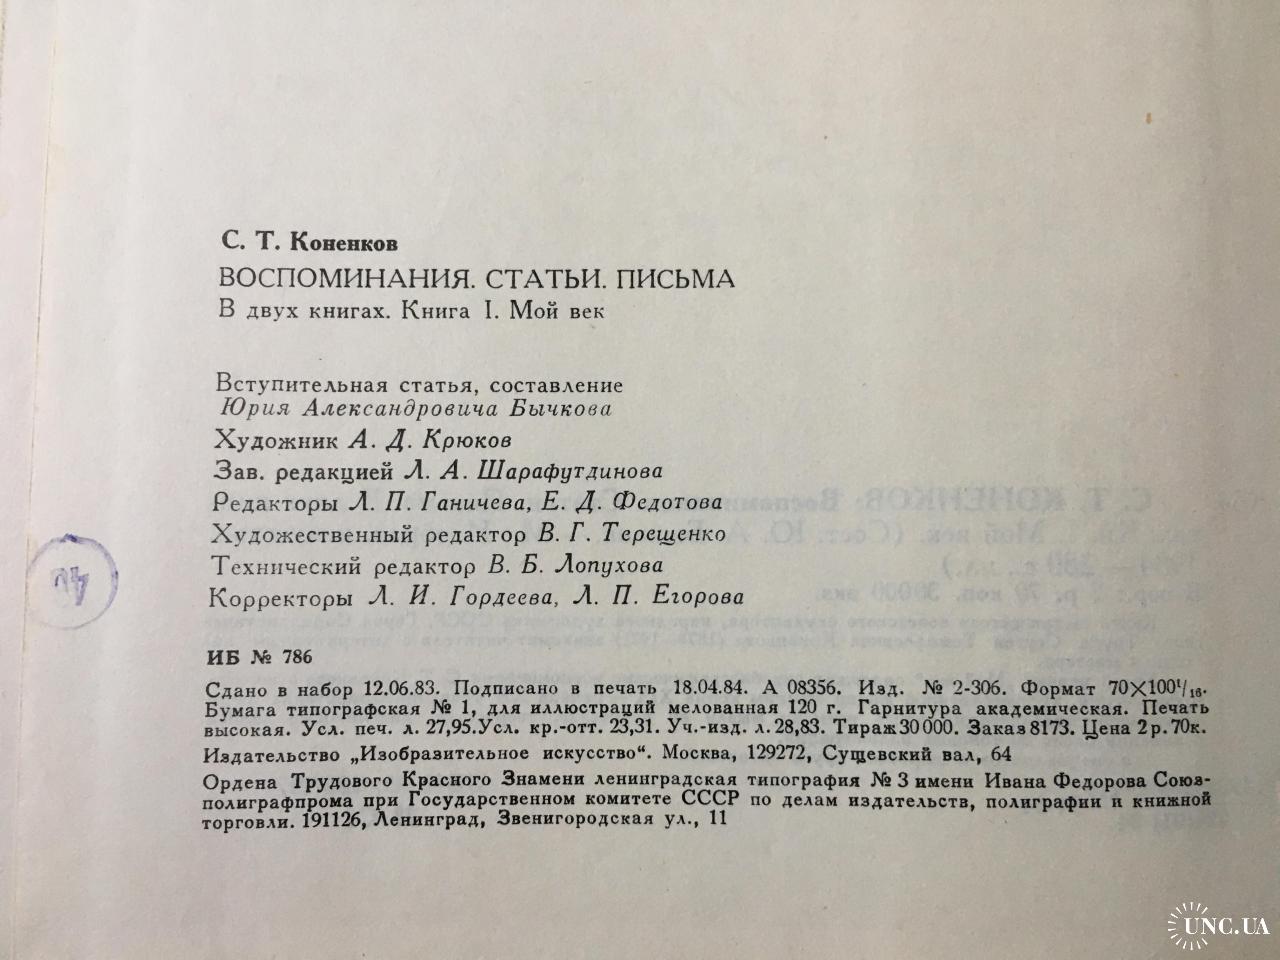 С. Т. Коненков
ВОСПОМИНАНИЯ. СТАТЬИ. ПИСЬМА
В двух книгах. Книга I. Мой век
Вступительная статья, составление
Юрия Александровича Бычкова
Художник А. Д. Крюков
Зав. редакцией Л. А. Шарафутдинова
Редакторы Л. П. Ганичева, Е. Д. Федотова
Художественный редактор В. Г. Терещенко
Технический редактор В. Б. Лопухова
Корректоры Л. И. Гордеева, Л. П. Егорова
ИБ № 786
Сдано в набор 12.06.83. Подписано в печать 18.04.84. А 08356. Изд. № 2-306. Формат 70×100¹/₁₆.
Бумага типографская № 1, для иллюстраций мелованная 120 г. Гарнитура академическая. Печать
высокая. Усл. печ. л. 27,95.Усл. кр.-отт. 23,31. Уч.-изд. л. 28,83. Тираж 30 000. Заказ 8173. Цена 2 р. 70к.
Издательство „Изобразительное искусство“. Москва, 129272, Сущевский вал, 64
Ордена Трудового Красного Знамени ленинградская типография № 3 имени Ивана Федорова Союз-
полиграфпрома при Государственном комитете СССР по делам издательств, полиграфии и книжной
торговли. 191126, Ленинград, Звенигородская ул., 11
UNC.UA